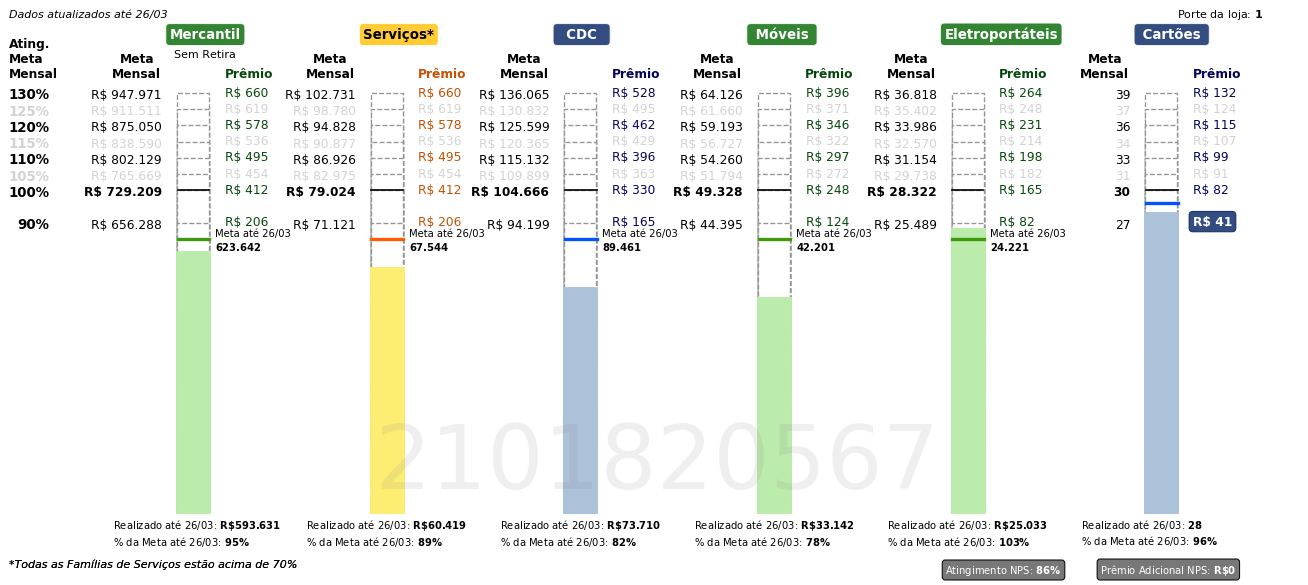 Dados atualizados até 26/03
Porte da loja: 1
Mercantil Serviços* CDC Móveis Eletroportáteis Cartões
Sem Retira
Ating. Meta Mensal
Meta Mensal Prêmio Meta Mensal Prêmio Meta Mensal Prêmio Meta Mensal Prêmio Meta Mensal Prêmio Meta Mensal Prêmio
130% R$ 947.971 R$ 660 R$ 102.731 R$ 660 R$ 136.065 R$ 528 R$ 64.126 R$ 396 R$ 36.818 R$ 264 39 R$ 132
125% R$ 911.511 R$ 619 R$ 98.780 R$ 619 R$ 130.832 R$ 495 R$ 61.660 R$ 371 R$ 35.402 R$ 248 37 R$ 124
120% R$ 875.050 R$ 578 R$ 94.828 R$ 578 R$ 125.599 R$ 462 R$ 59.193 R$ 346 R$ 33.986 R$ 231 36 R$ 115
115% R$ 838.590 R$ 536 R$ 90.877 R$ 536 R$ 120.365 R$ 429 R$ 56.727 R$ 322 R$ 32.570 R$ 214 34 R$ 107
110% R$ 802.129 R$ 495 R$ 86.926 R$ 495 R$ 115.132 R$ 396 R$ 54.260 R$ 297 R$ 31.154 R$ 198 33 R$ 99
105% R$ 765.669 R$ 454 R$ 82.975 R$ 454 R$ 109.899 R$ 363 R$ 51.794 R$ 272 R$ 29.738 R$ 182 31 R$ 91
100% R$ 729.209 R$ 412 R$ 79.024 R$ 412 R$ 104.666 R$ 330 R$ 49.328 R$ 248 R$ 28.322 R$ 165 30 R$ 82
90% R$ 656.288 R$ 206 R$ 71.121 R$ 206 R$ 94.199 R$ 165 R$ 44.395 R$ 124 R$ 25.489 R$ 82 27 R$ 41
Meta até 26/03 Meta até 26/03 Meta até 26/03 Meta até 26/03 Meta até 26/03
623.642 67.544 89.461 42.201 24.221
2101820567
Realizado até 26/03: R$593.631 Realizado até 26/03: R$60.419 Realizado até 26/03: R$73.710 Realizado até 26/03: R$33.142 Realizado até 26/03: R$25.033 Realizado até 26/03: 28
% da Meta até 26/03: 95% % da Meta até 26/03: 89% % da Meta até 26/03: 82% % da Meta até 26/03: 78% % da Meta até 26/03: 103% % da Meta até 26/03: 96%
*Todas as Famílias de Serviços estão acima de 70%
Atingimento NPS: 86% Prêmio Adicional NPS: R$0